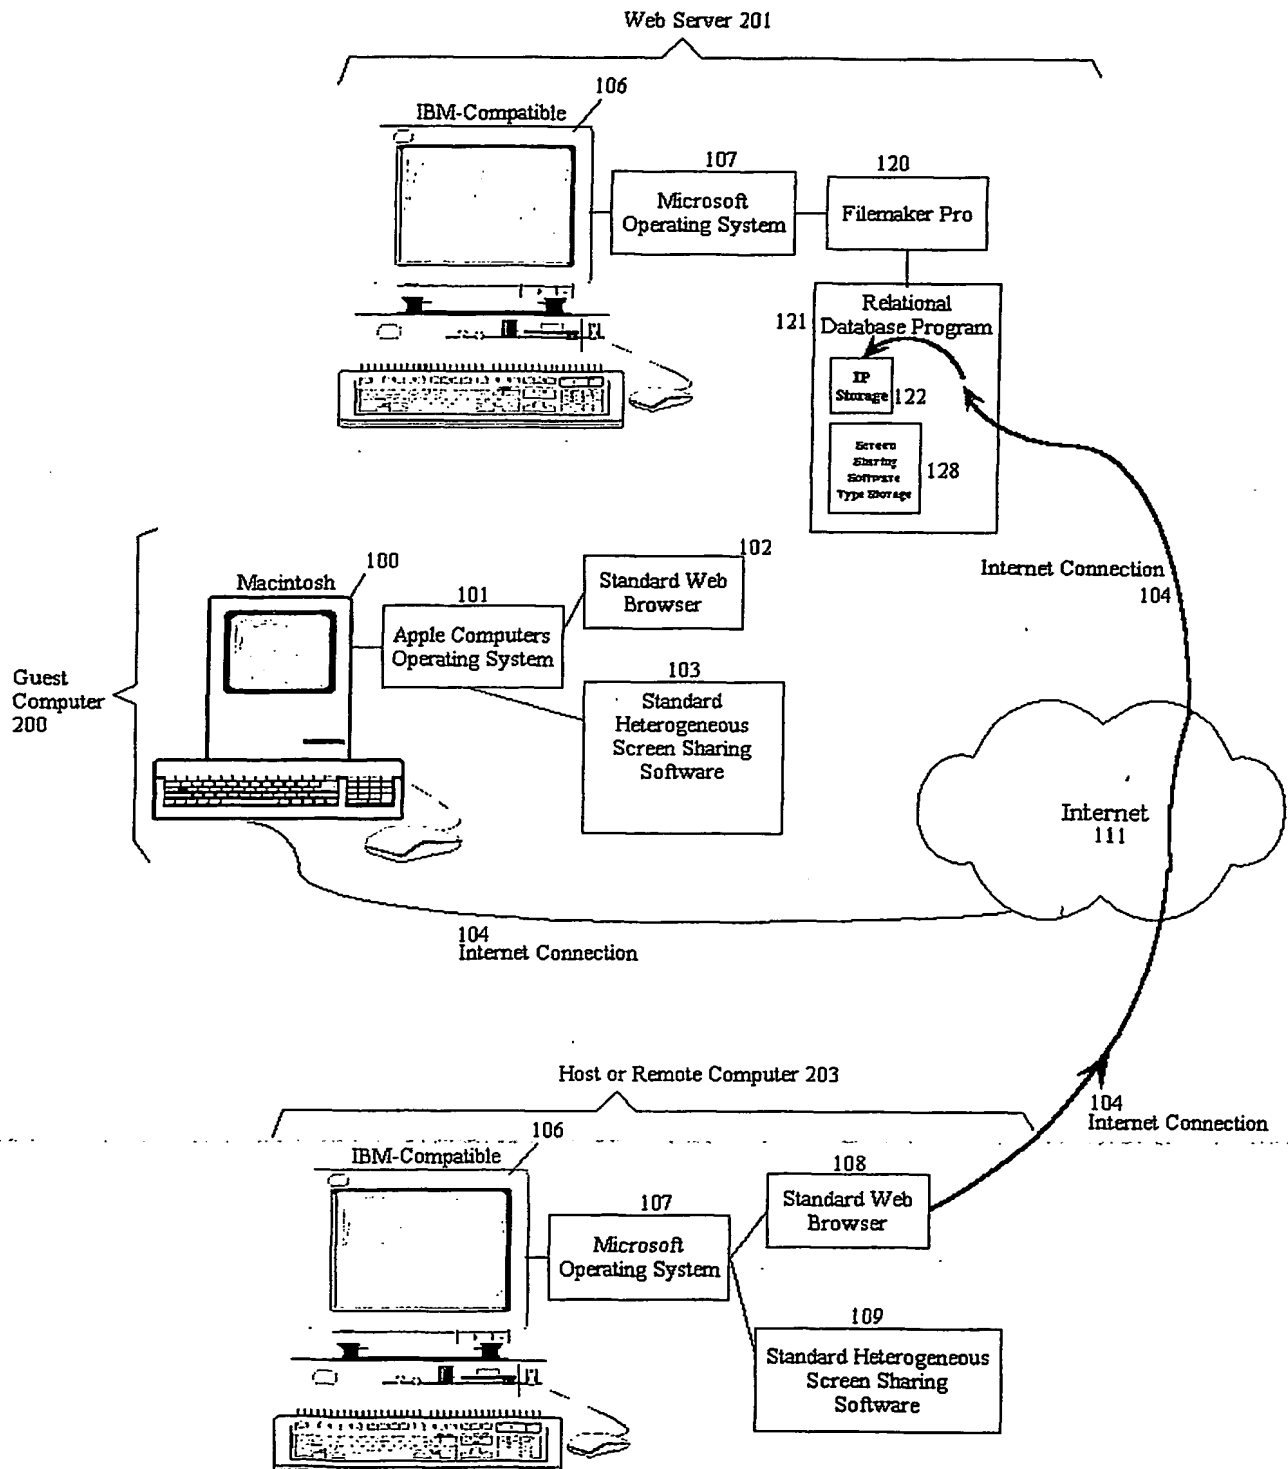 Web Server 201
106
IBM-Compatible
107
Microsoft
Operating System
120
Filemaker Pro
121
Relational
Database Program
IP
Storage
122
Screen
Sharing
Software
Type Storage
128
Internet Connection
104
Guest
Computer
200
Macintosh
100
101
Apple Computers
Operating System
102
Standard Web
Browser
103
Standard
Heterogeneous
Screen Sharing
Software
Internet
111
104
Internet Connection
Host or Remote Computer 203
104
Internet Connection
106
IBM-Compatible
107
Microsoft
Operating System
108
Standard Web
Browser
109
Standard Heterogeneous
Screen Sharing
Software